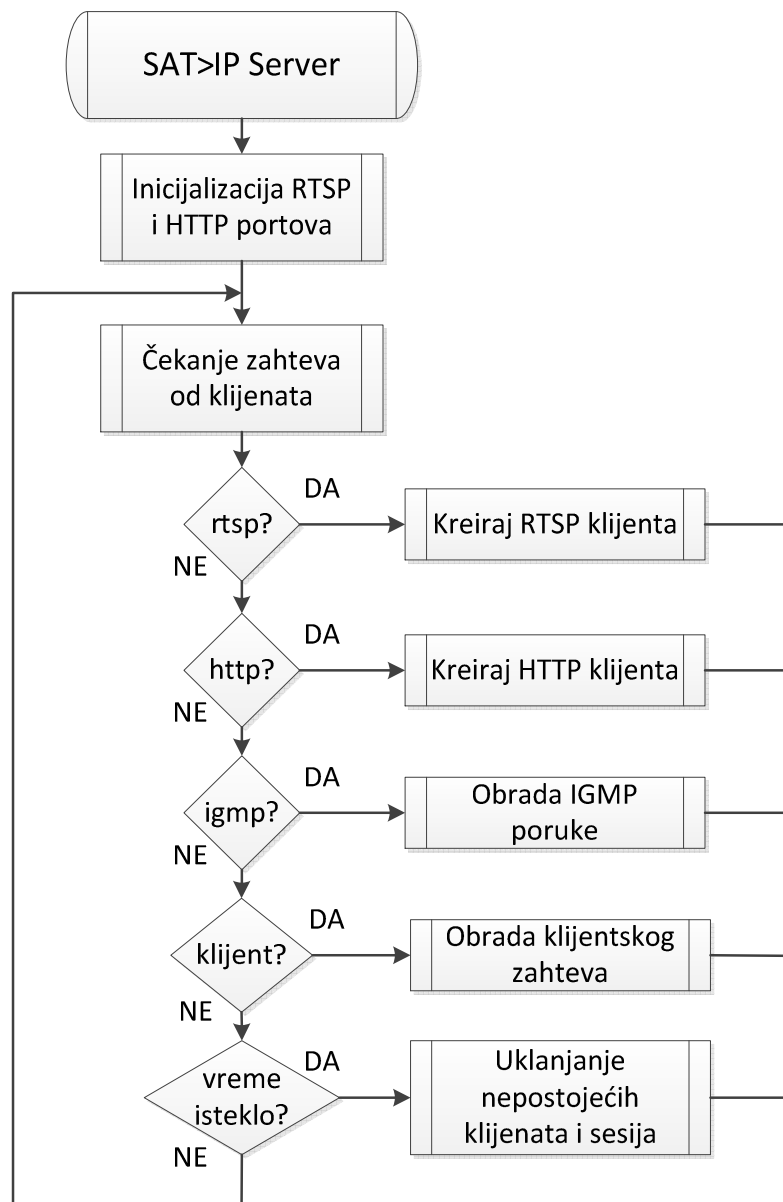 SAT>IP Server
Inicijalizacija RTSP
i HTTP portova
Čekanje zahteva
od klijenata
rtsp?
DA
Kreiraj RTSP klijenta
NE
http?
DA
Kreiraj HTTP klijenta
NE
igmp?
DA
Obrada IGMP
poruke
NE
klijent?
DA
Obrada klijentskog
zahteva
NE
vreme
isteklo?
DA
Uklanjanje
nepostojećih
klijenata i sesija
NE